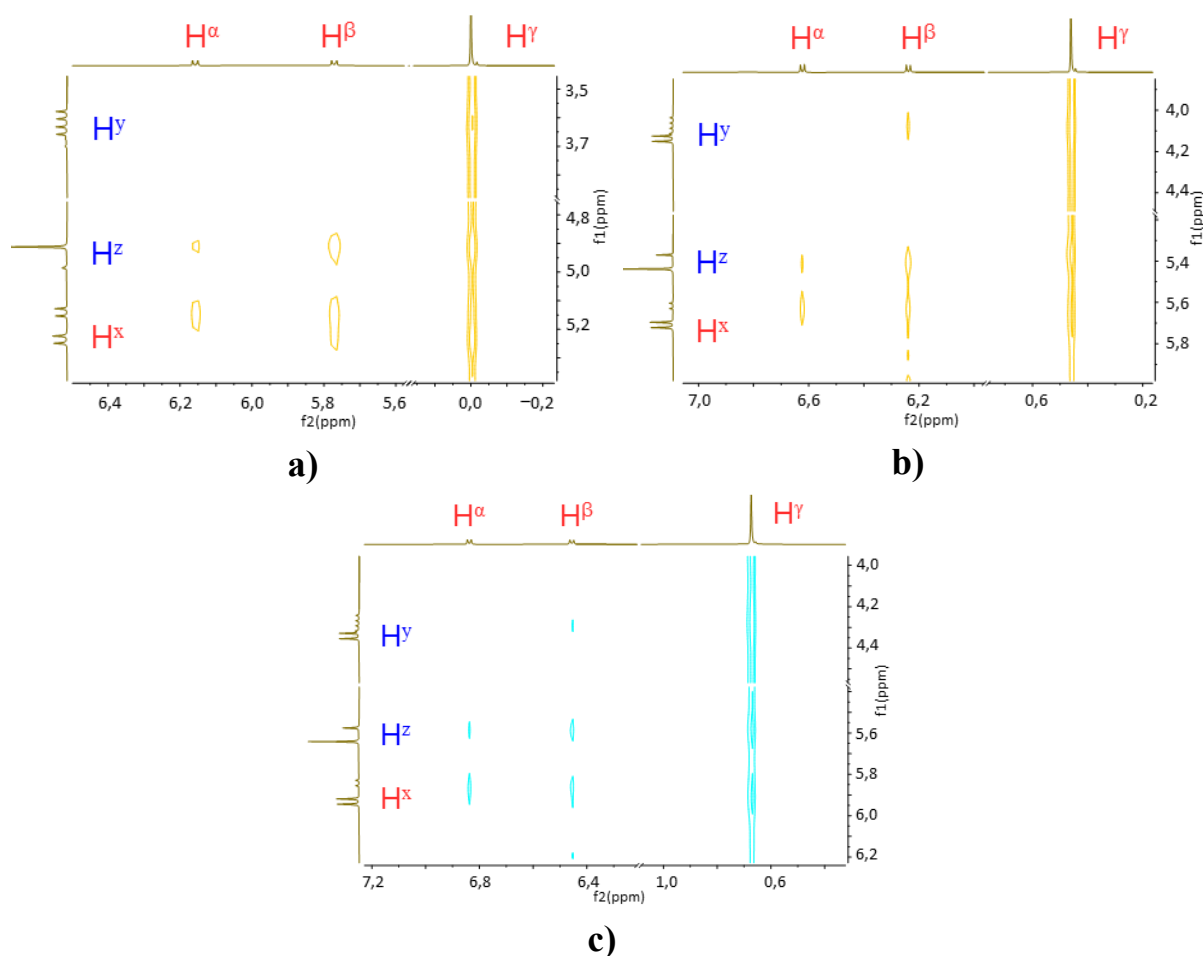 Hα Hβ Hγ
Hy
Hz
Hx
3,5
3,7
4,8
5,0
5,2
f1(ppm)
6,4 6,2 6,0 5,8 5,6 0,0 −0,2
f2(ppm)
a)
Hα Hβ Hγ
Hy
Hz
Hx
4,0
4,2
4,4
5,4
5,6
5,8
f1(ppm)
7,0 6,6 6,2 0,6 0,2
f2(ppm)
b)
Hα Hβ Hγ
Hy
Hz
Hx
4,0
4,2
4,4
5,6
5,8
6,0
6,2
f1(ppm)
7,2 6,8 6,4 1,0 0,6
f2(ppm)
c)